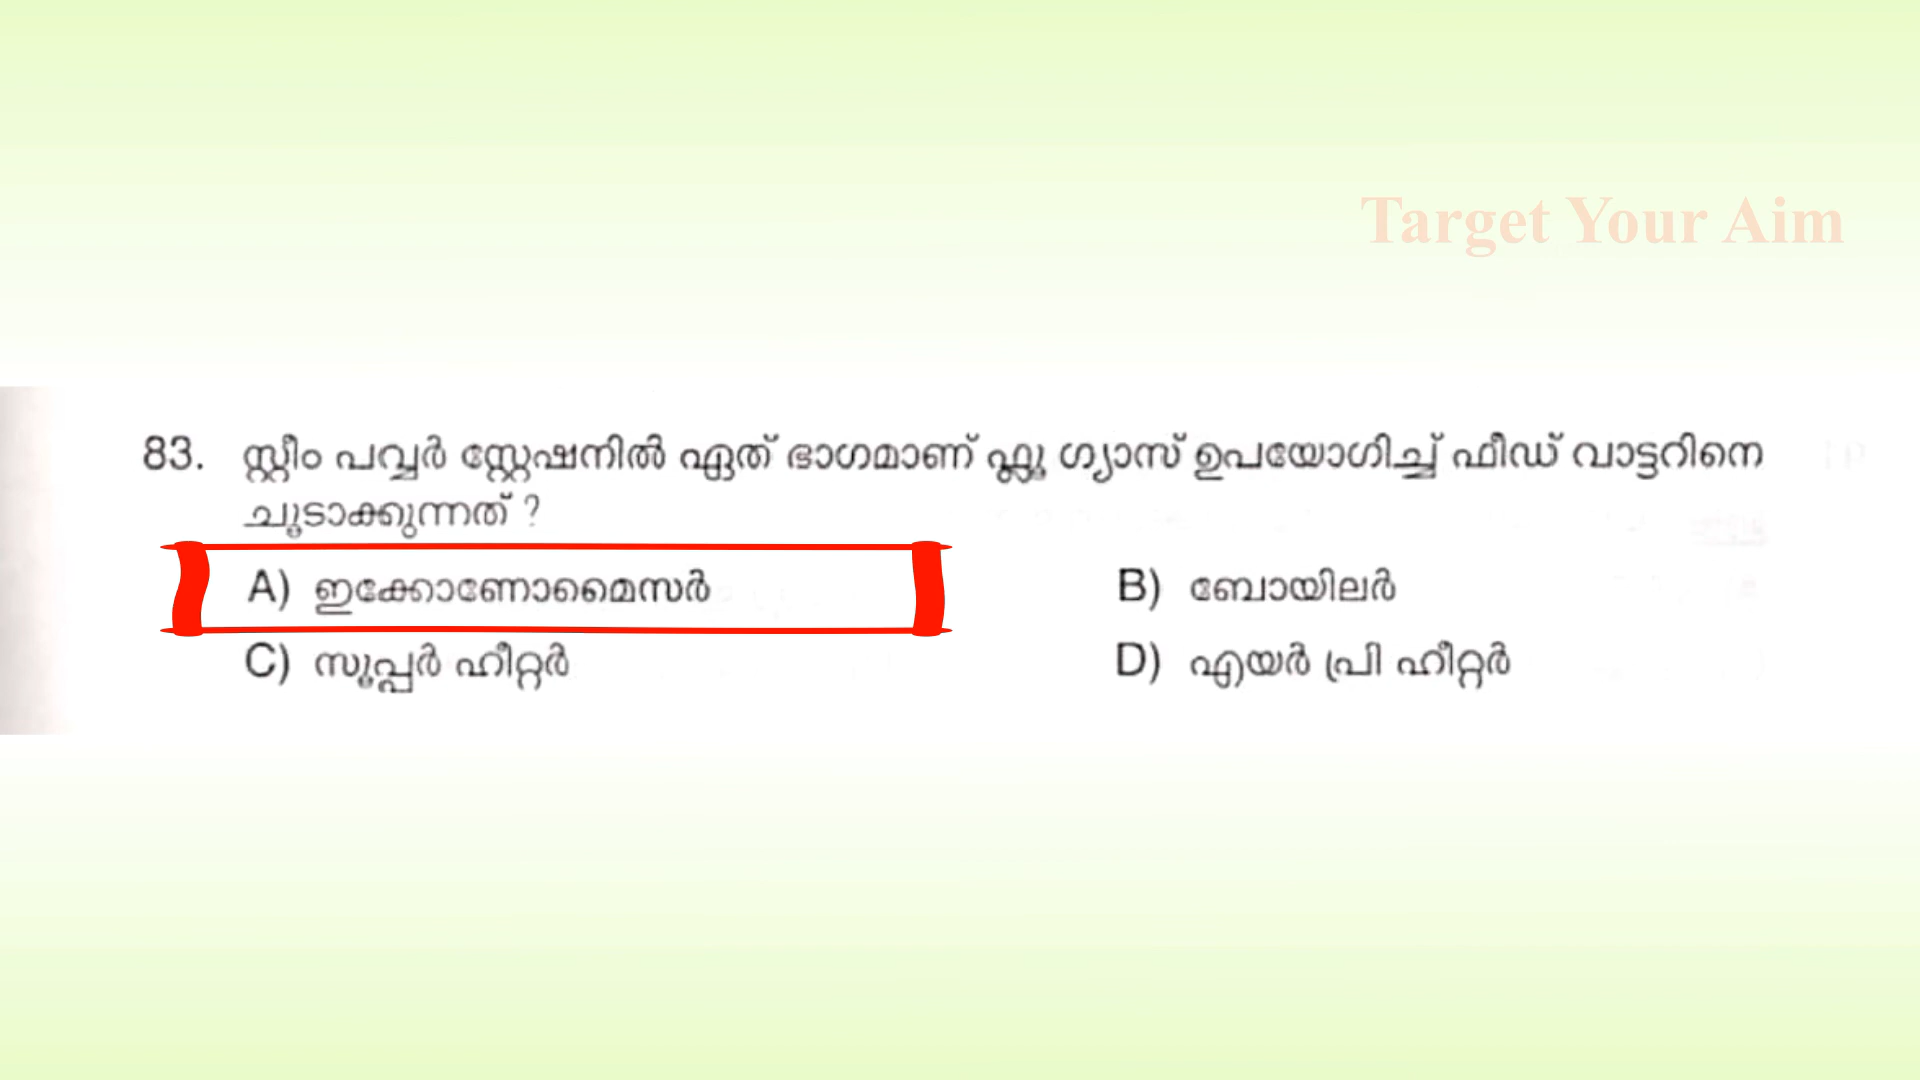 Target Your Aim
83. സ്റ്റീം പവ്വർ സ്റ്റേഷനിൽ ഏത് ഭാഗമാണ് ഫ്ലൂ ഗ്യാസ് ഉപയോഗിച്ച് ഫീഡ് വാട്ടറിനെ
ചൂടാക്കുന്നത് ?
A) ഇക്കോണോമൈസർ B) ബോയിലർ
C) സൂപ്പർ ഹീറ്റർ D) എയർ പ്രി ഹീറ്റർ